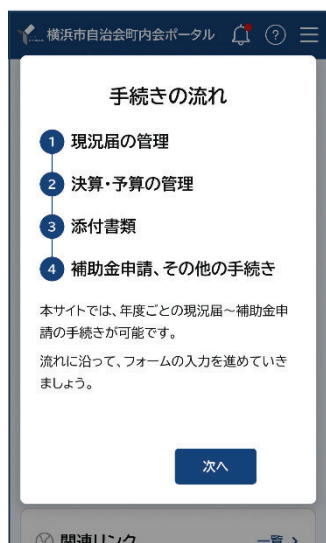 横浜市自治会町内会ポータル
手続きの流れ
1 現況届の管理
2 決算・予算の管理
3 添付書類
4 補助金申請、その他の手続き
本サイトでは、年度ごとの現況届～補助金申
請の手続きが可能です。
流れに沿って、フォームの入力を進めていき
ましょう。
次へ
関連リンク 一覧